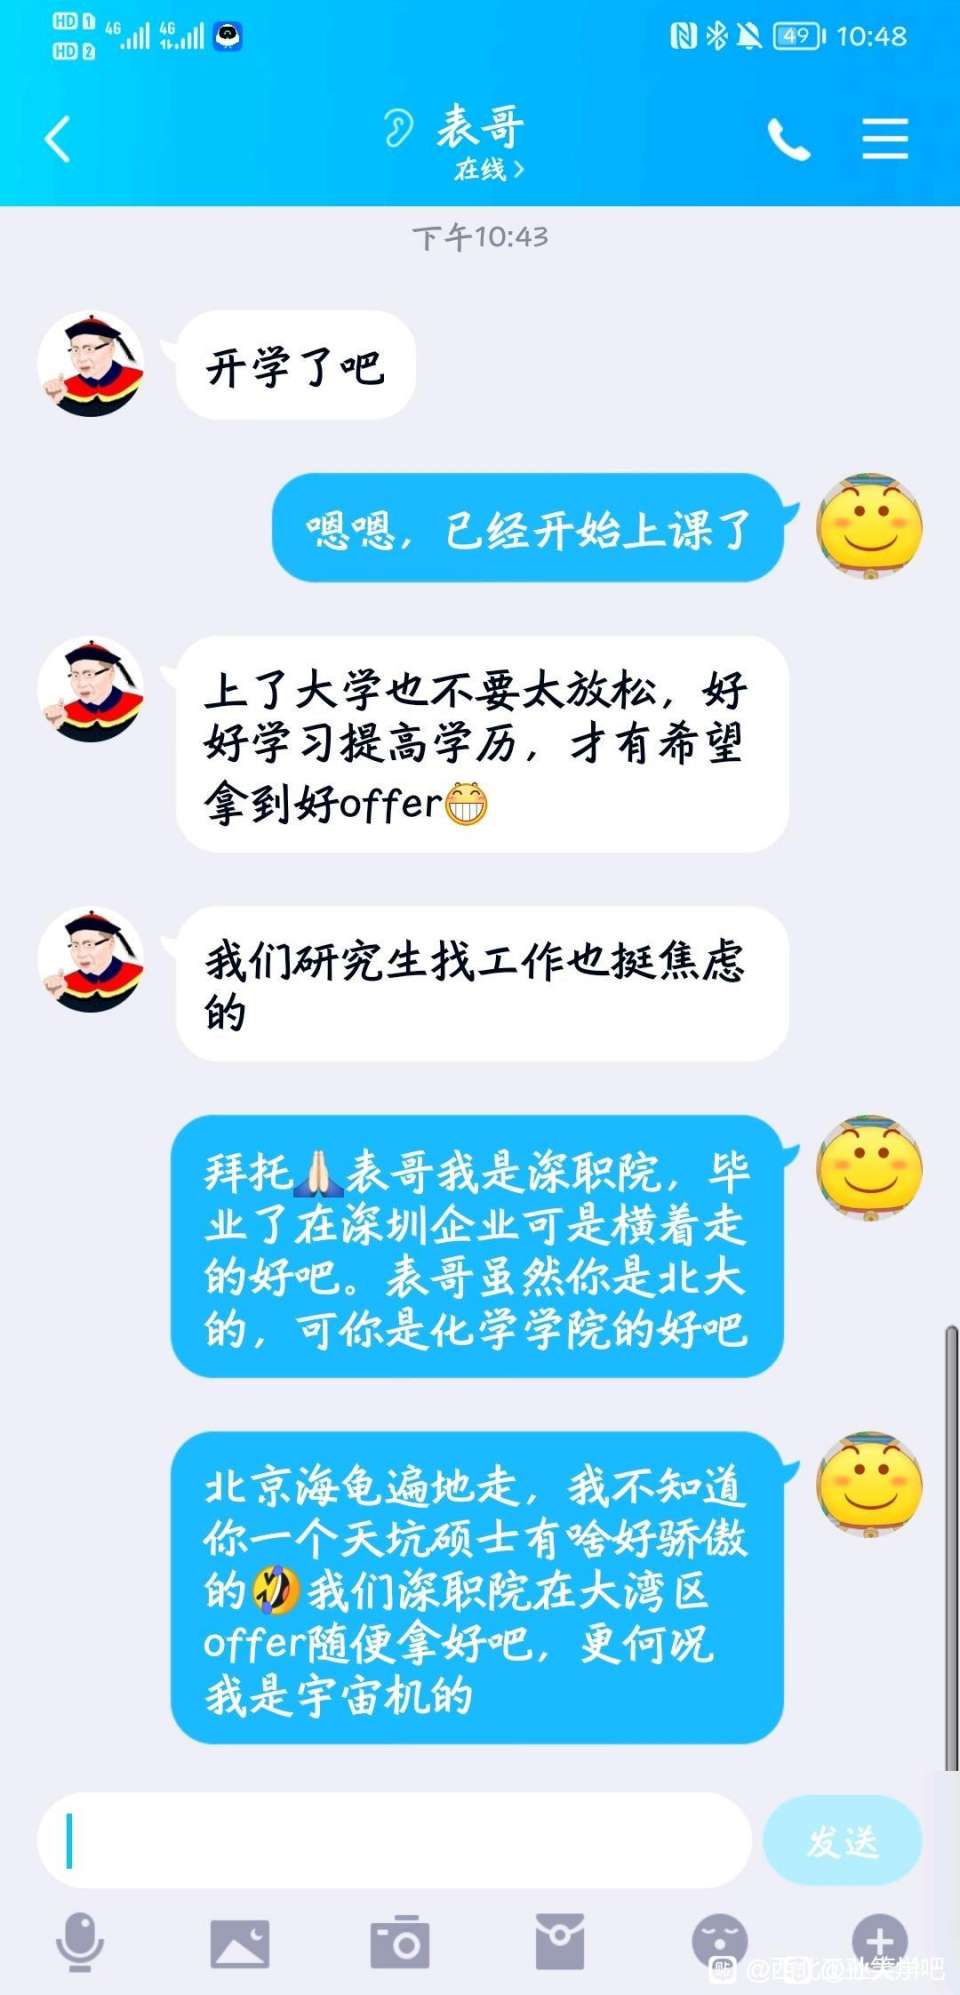 HD 1 4G 4G
HD 2
49 10:48
表哥
在线
下午10:43
开学了吧
嗯嗯，已经开始上课了
上了大学也不要太放松，好
好学习提高学历，才有希望
拿到好offer😁
我们研究生找工作也挺焦虑
的
拜托🙏表哥我是深职院，毕
业了在深圳企业可是横着走
的好吧。表哥虽然你是北大
的，可你是化学学院的好吧
北京海龟遍地走，我不知道
你一个天坑硕士有啥好骄傲
的🤣我们深职院在大湾区
offer随便拿好吧，更何况
我是宇宙机的
发送
贴